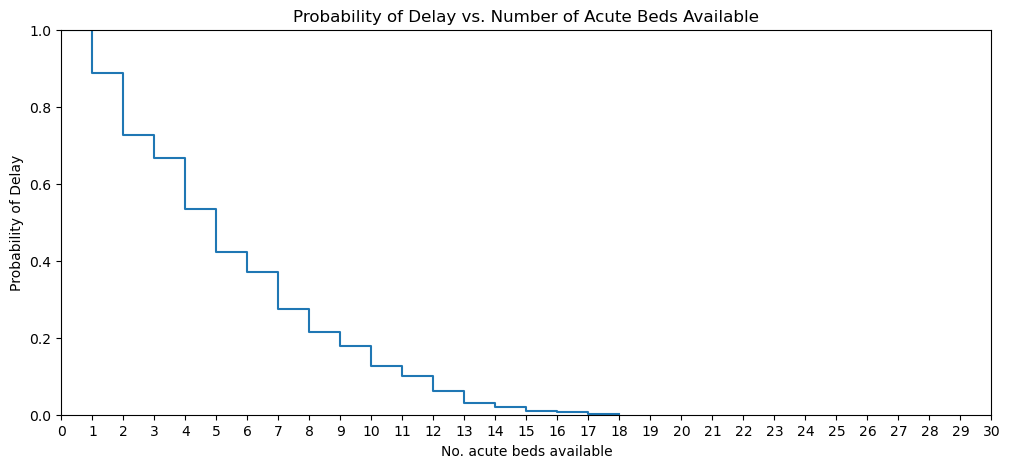 Probability of Delay vs. Number of Acute Beds Available
1.0
0.8
0.6
0.4
0.2
0.0
Probability of Delay
0 1 2 3 4 5 6 7 8 9 10 11 12 13 14 15 16 17 18 19 20 21 22 23 24 25 26 27 28 29 30
No. acute beds available